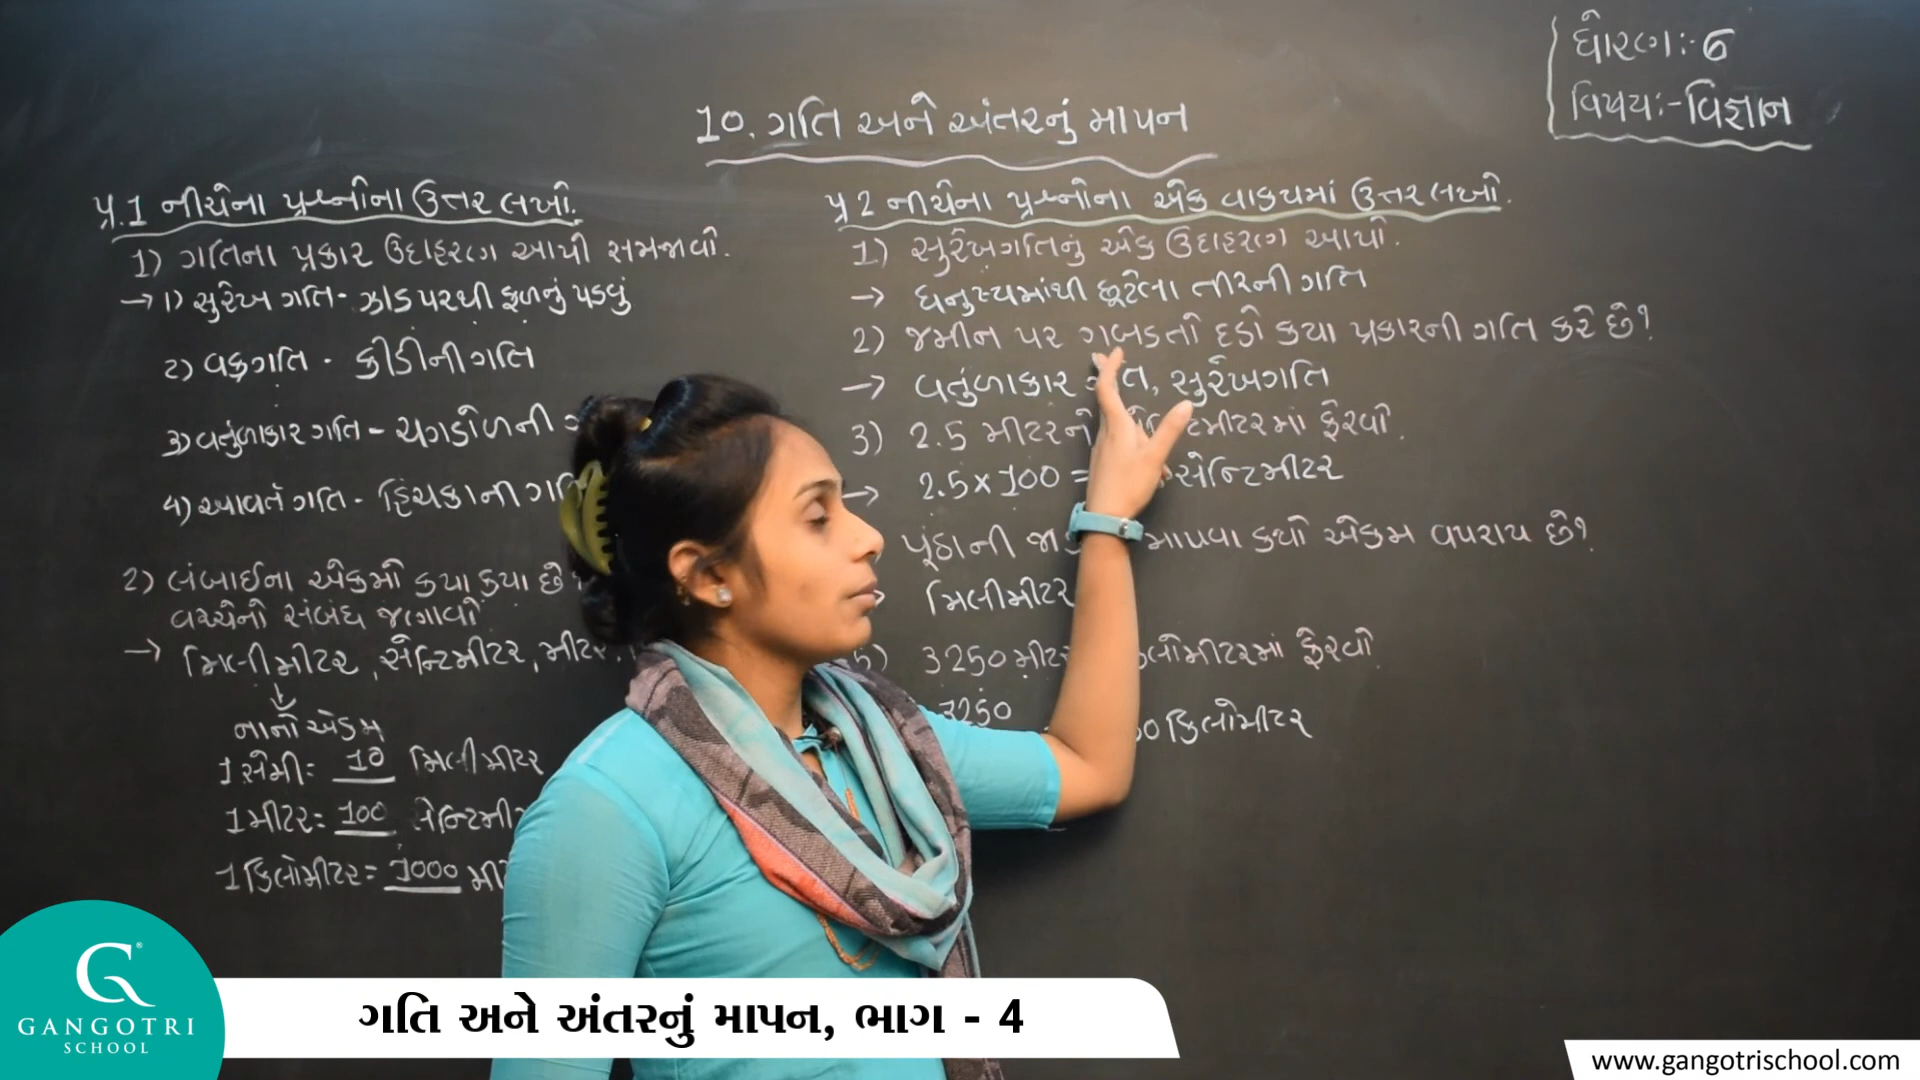 ધોરણ:- 6
વિષય:- વિજ્ઞાન
10. ગતિ અને અંતરનું માપન
પ્ર.1 નીચેના પ્રશ્નોના ઉત્તર લખો.
1) ગતિના પ્રકાર ઉદાહરણ આપી સમજાવો.
→ 1) સુરેખ ગતિ - ઝાડ પરથી ફળનું પડવું
2) વક્રગતિ - કીડીની ગતિ
3) વર્તુળાકાર ગતિ - ચગડોળની
4) આવર્ત ગતિ - હિંચકાની ગતિ
2) લંબાઈના એકમો કયા કયા છે
વચ્ચેનો સંબંધ જણાવો
→ મિલીમીટર, સેન્ટિમીટર, મીટર,
નાનો એકમ
1 સેમી = 10 મિલીમીટર
1 મીટર = 100 સેન્ટિમી
1 કિલોમીટર = 1000 મી
પ્ર 2 નીચેના પ્રશ્નોના એક વાક્યમાં ઉત્તર લખો.
1) સુરેખગતિનું એક ઉદાહરણ આપો.
→ ધનુષ્યમાંથી છૂટેલા તીરની ગતિ
2) જમીન પર ગબડતો દડો કયા પ્રકારની ગતિ કરે છે?
→ વર્તુળાકાર ગતિ, સુરેખગતિ
3) 2.5 મીટરને સેન્ટિમીટરમાં ફેરવો.
→ 2.5 x 100 = સેન્ટિમીટર
પૂંઠાની માપવા કયો એકમ વપરાય છે?
મિલીમીટર
5) 3250 મીટર કિલોમીટરમાં ફેરવો.
3250 કિલોમીટર
GANGOTRI
SCHOOL
ગતિ અને અંતરનું માપન, ભાગ - 4
www.gangotrischool.com